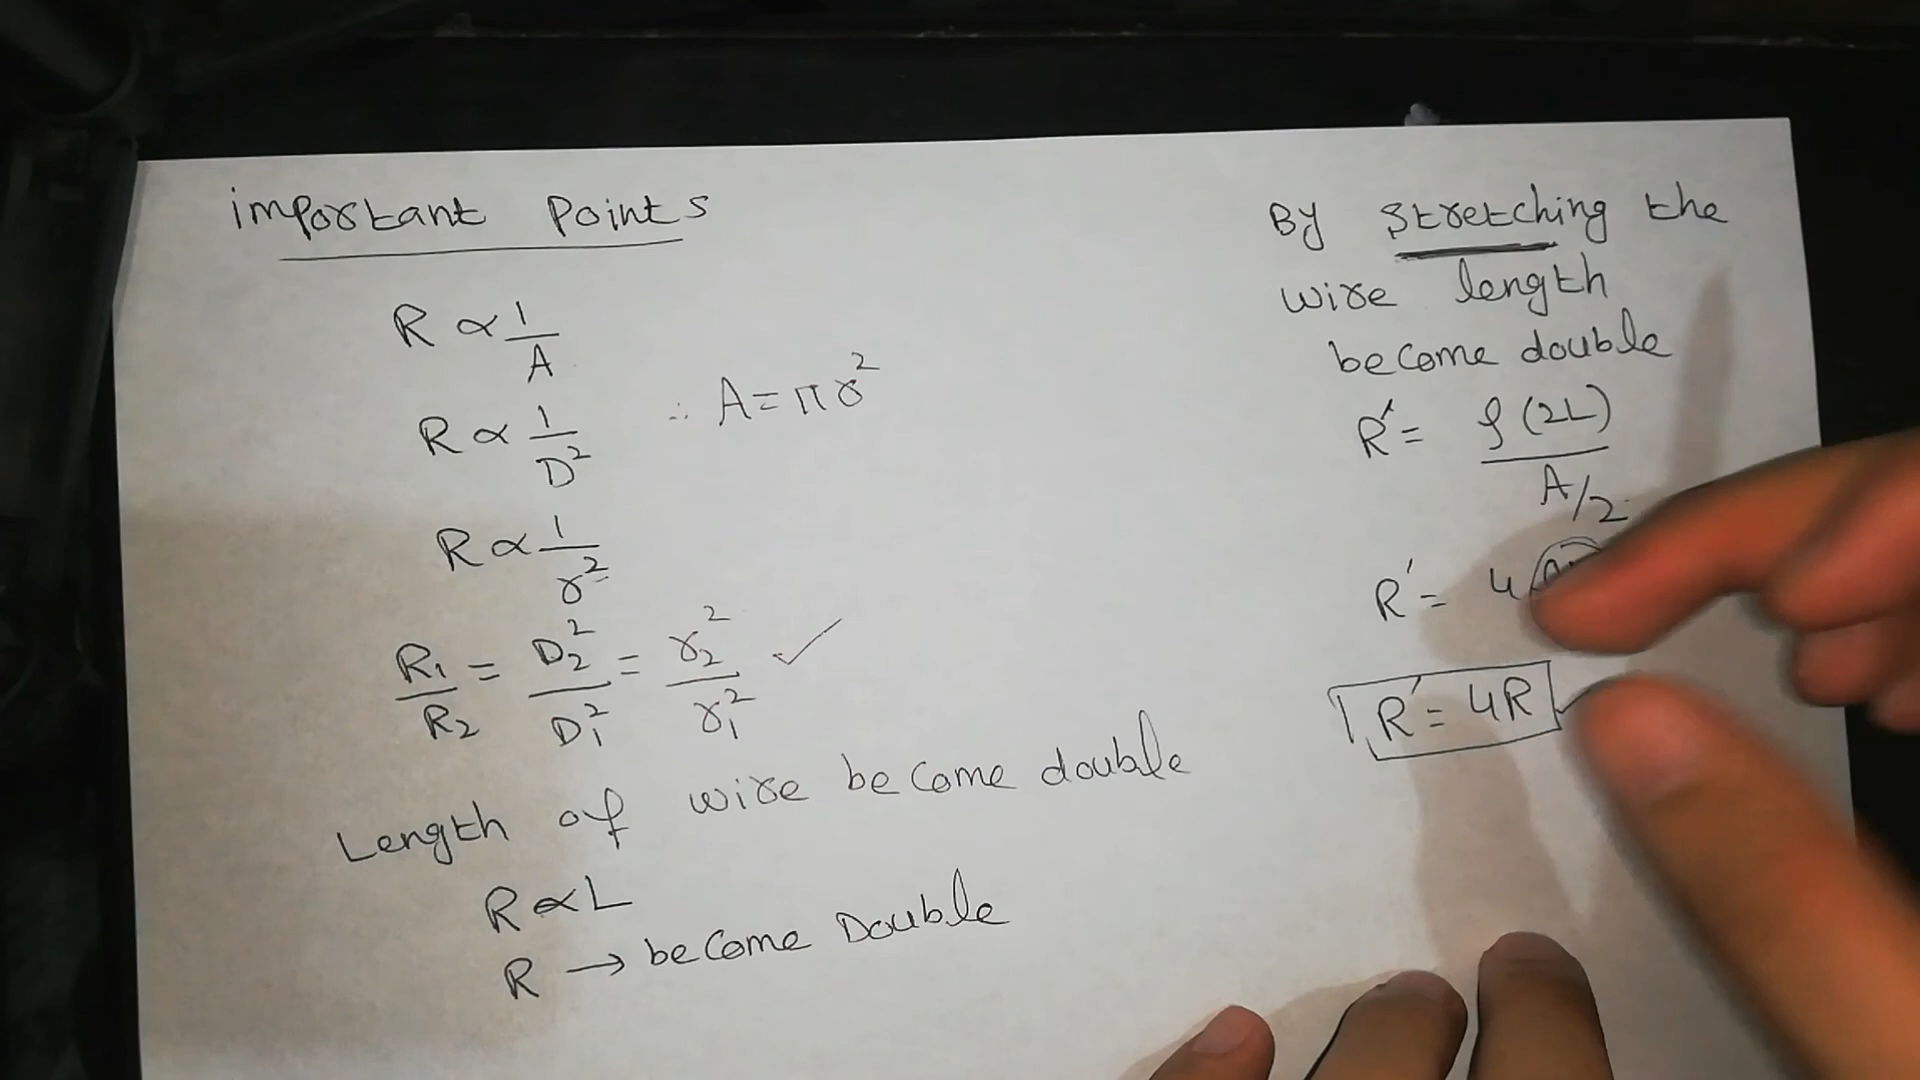 important Points
R ∝ 1/A
R ∝ 1/D²
∴ A = πr²
R ∝ 1/r²
R₁/R₂ = D₂²/D₁² = r₂²/r₁² ✓
Length of wire become double
R ∝ L
R → become Double
By stretching the
wire length
become double
R' = ρ(2L)/A/2
R' = 4
R' = 4R